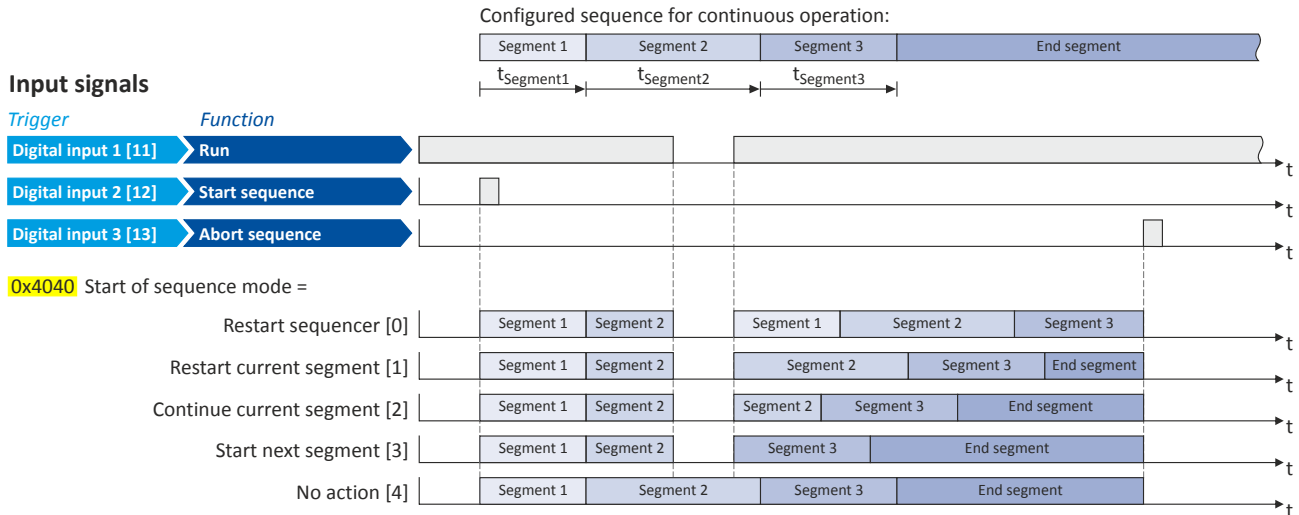 Configured sequence for continuous operation:
Segment 1 Segment 2 Segment 3 End segment
tSegment1 tSegment2 tSegment3
Input signals
Trigger Function
Digital input 1 [11] Run
t
Digital input 2 [12] Start sequence
t
Digital input 3 [13] Abort sequence
t
0x4040 Start of sequence mode =
Restart sequencer [0] Segment 1 Segment 2 Segment 1 Segment 2 Segment 3
t
Restart current segment [1] Segment 1 Segment 2 Segment 2 Segment 3 End segment
t
Continue current segment [2] Segment 1 Segment 2 Segment 2 Segment 3 End segment
t
Start next segment [3] Segment 1 Segment 2 Segment 3 End segment
t
No action [4] Segment 1 Segment 2 Segment 3 End segment
t